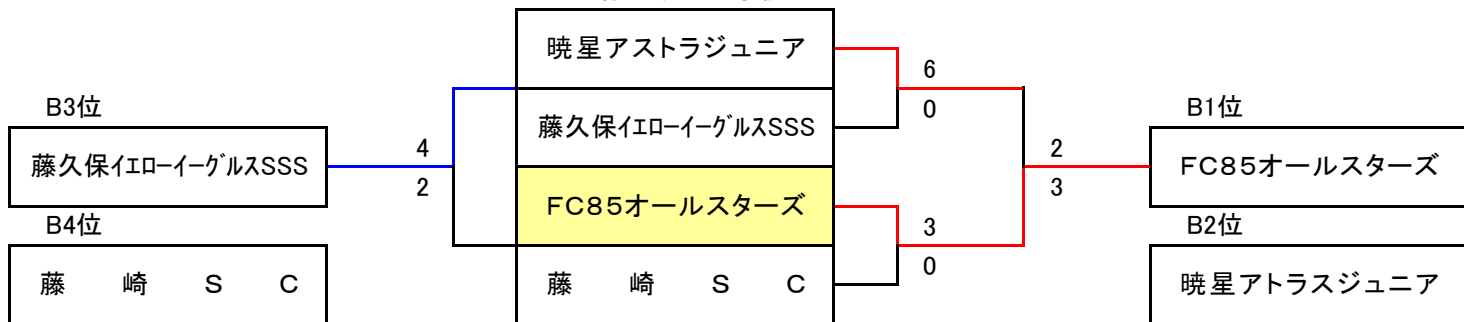 暁星アストラジュニア
6
B3位
0
B1位
藤久保ｲｴﾛｰｲｰｸﾞﾙｽSSS
4
藤久保ｲｴﾛｰｲｰｸﾞﾙｽSSS
2
FC85オールスターズ
2
3
FC85オールスターズ
B4位
3
B2位
0
藤　崎　S　C
藤　崎　S　C
暁星アトラスジュニア